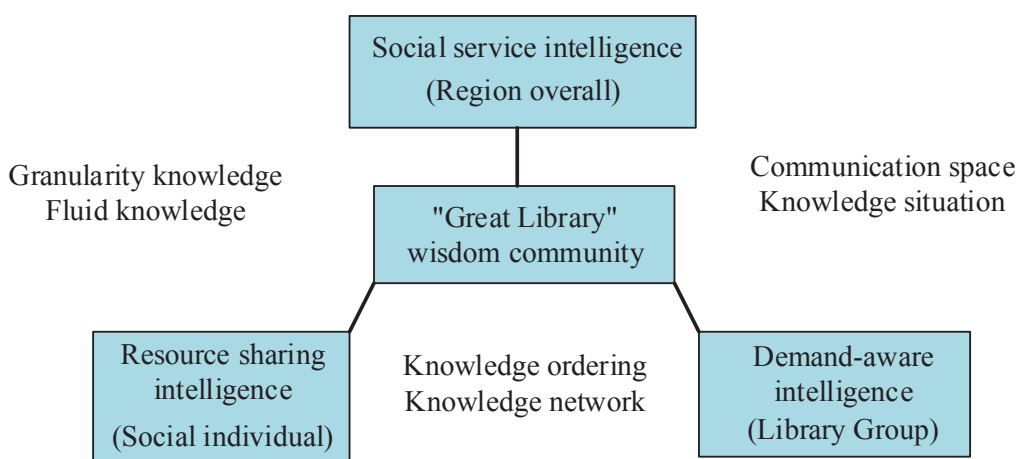 Social service intelligence
(Region overall)
Granularity knowledge
Fluid knowledge
Communication space
Knowledge situation
"Great Library"
wisdom community
Resource sharing
intelligence
(Social individual)
Knowledge ordering
Knowledge network
Demand-aware
intelligence
(Library Group)